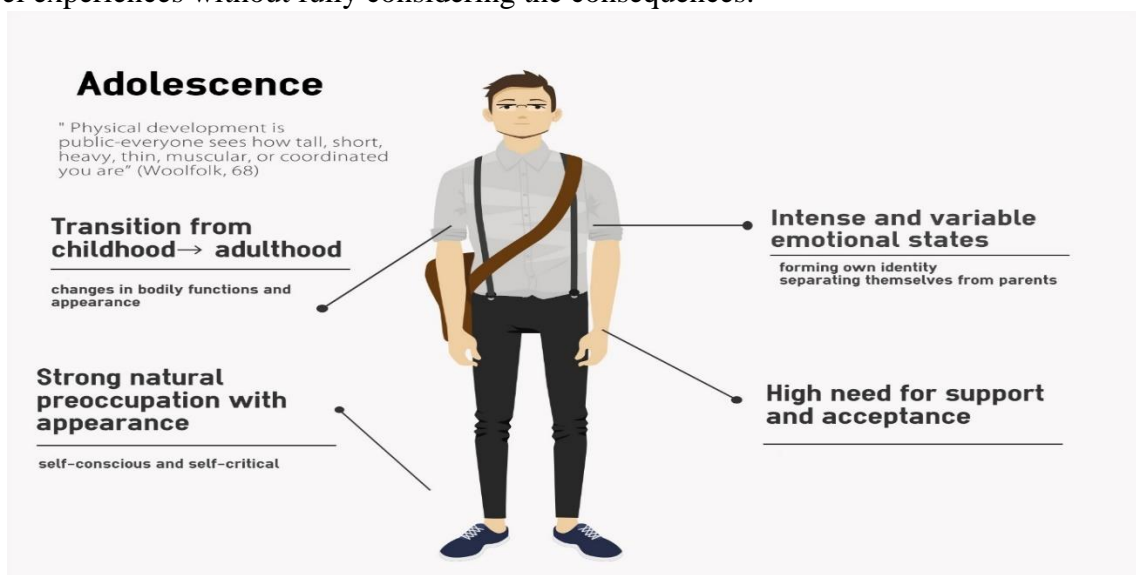 experiences without fully considering the consequences.
Adolescence
" Physical development is
public-everyone sees how tall, short,
heavy, thin, muscular, or coordinated
you are" (Woolfolk, 68)
Transition from
childhood→ adulthood
changes in bodily functions and
appearance
Strong natural
preoccupation with
appearance
self-conscious and self-critical
Intense and variable
emotional states
forming own identity
separating themselves from parents
High need for support
and acceptance